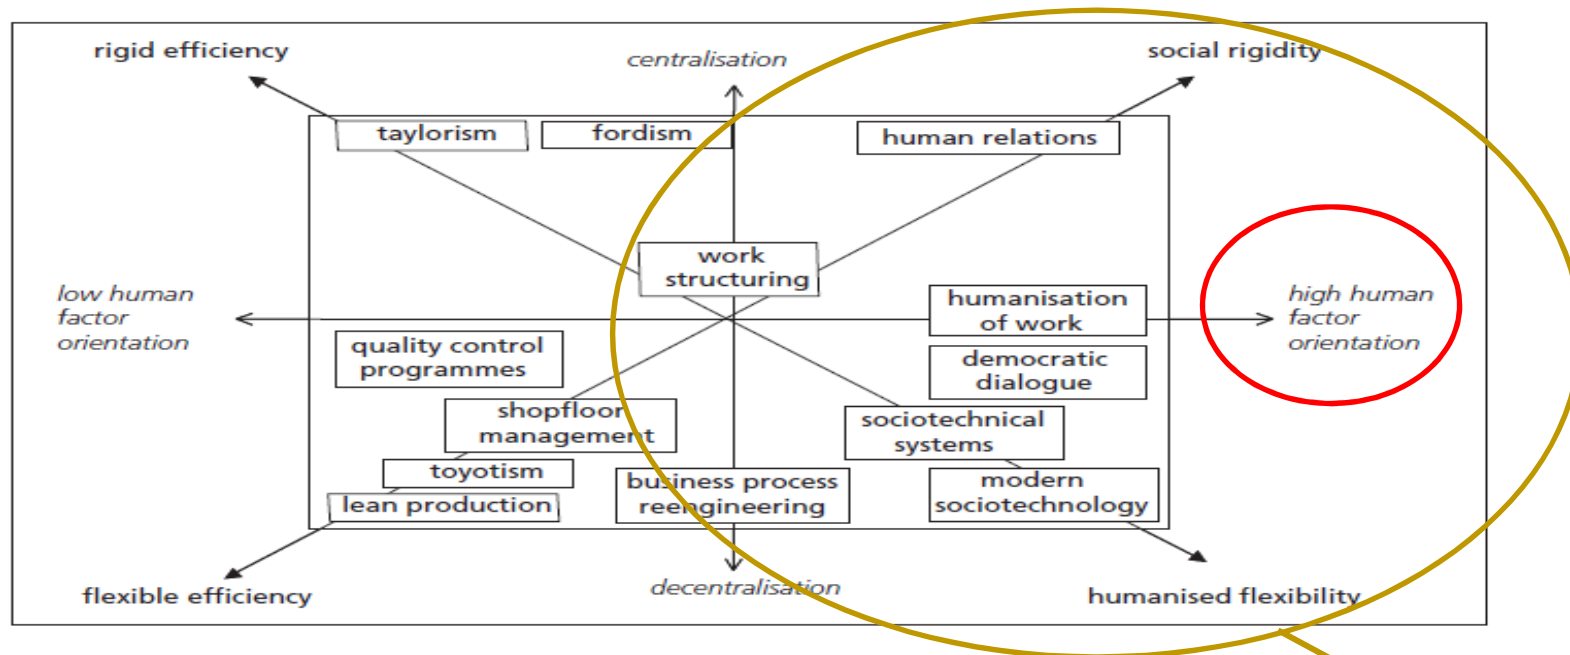 rigid efficiency
centralisation
social rigidity
taylorism
fordism
human relations
work
structuring
low human
factor
orientation
humanisation
of work
high human
factor
orientation
quality control
programmes
democratic
dialogue
shopfloor
management
sociotechnical
systems
toyotism
business process
reengineering
modern
sociotechnology
lean production
flexible efficiency
decentralisation
humanised flexibility